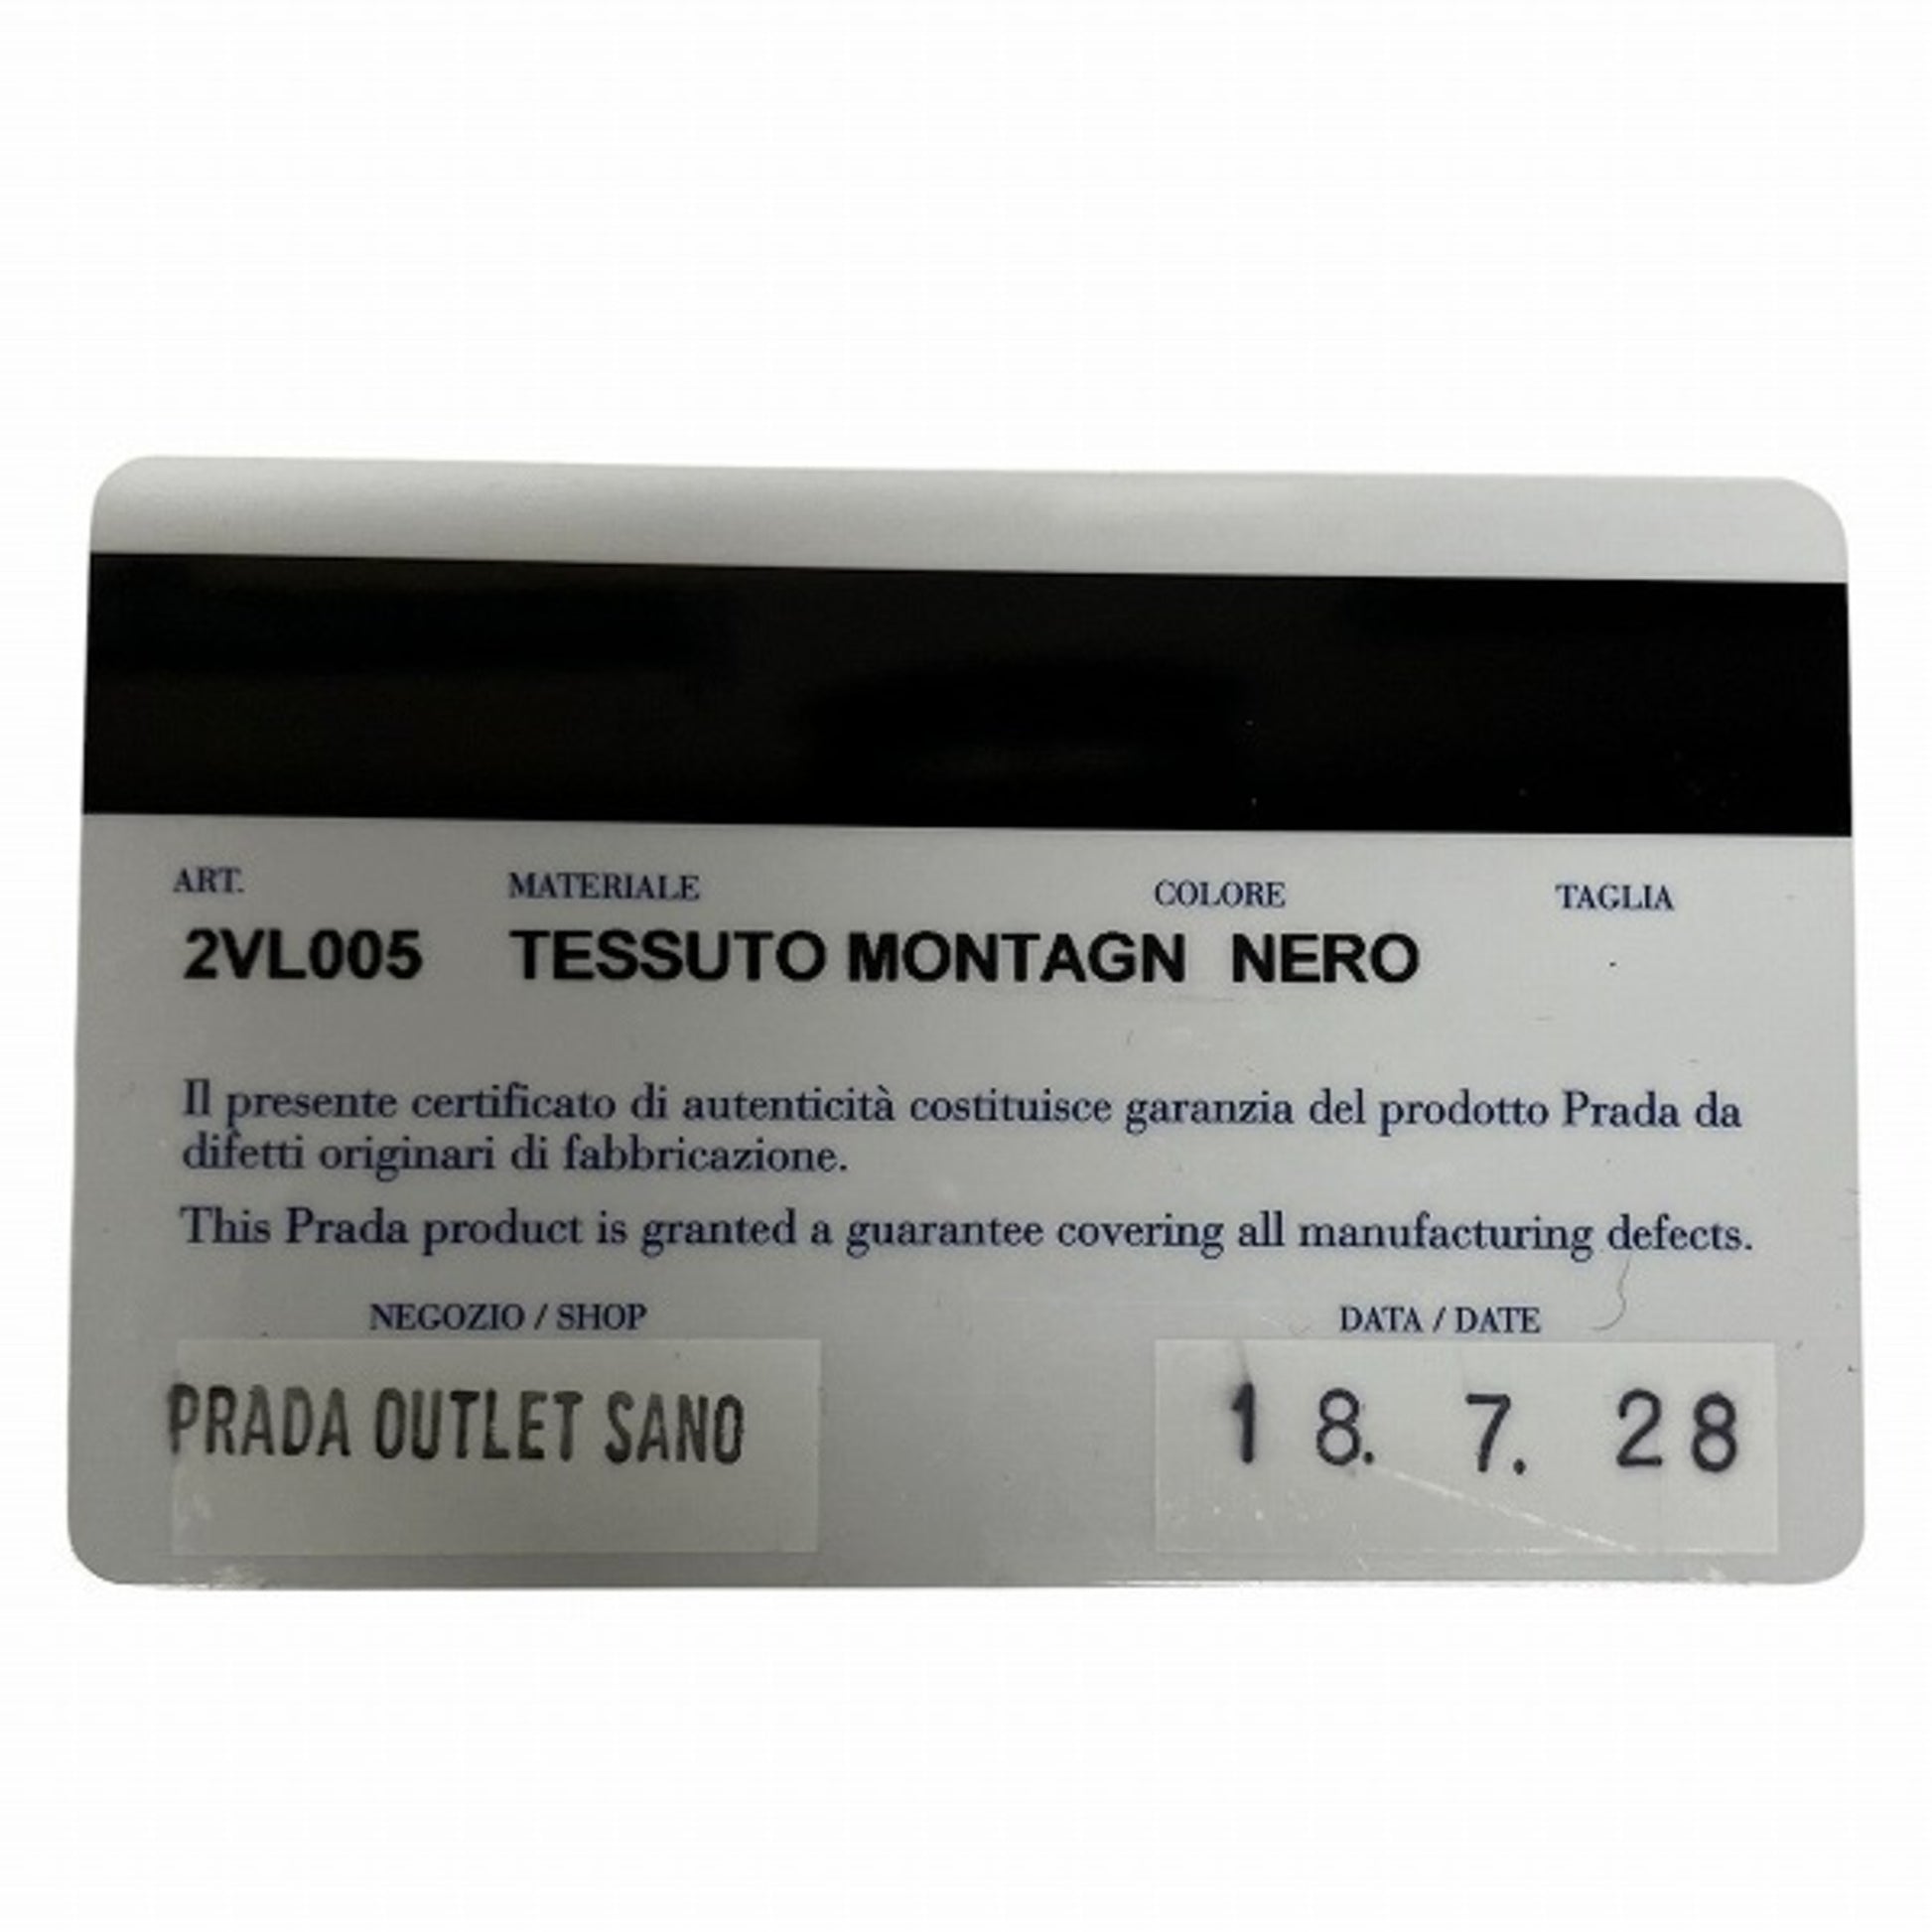 ART. MATERIALE COLORE TAGLIA
2VL005 TESSUTO MONTAGN NERO
Il presente certificato di autenticità costituisce garanzia del prodotto Prada da
difetti originari di fabbricazione.
This Prada product is granted a guarantee covering all manufacturing defects.
NEGOZIO / SHOP DATA / DATE
PRADA OUTLET SANO 18. 7. 28